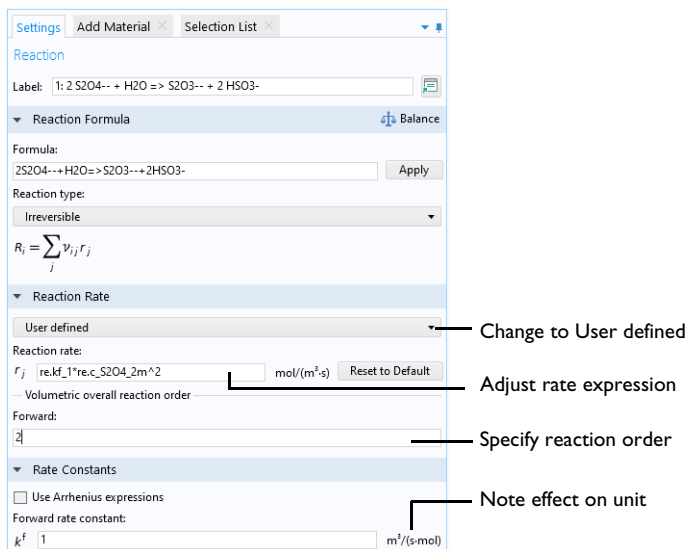 Settings Add Material Selection List
Reaction
Label: 1: 2 S2O4-- + H2O => S2O3-- + 2 HSO3-
Reaction Formula Balance
Formula:
2S2O4--+H2O=>S2O3--+2HSO3- Apply
Reaction type:
Irreversible
R_i = ∑_j ν_ij r_j
Reaction Rate
User defined Change to User defined
Reaction rate:
r_j re.kf_1*re.c_S2O4_2m^2 mol/(m³·s) Reset to Default
Adjust rate expression
Volumetric overall reaction order
Forward:
2 Specify reaction order
Rate Constants
Use Arrhenius expressions Note effect on unit
Forward rate constant:
k^f 1 m³/(s·mol)